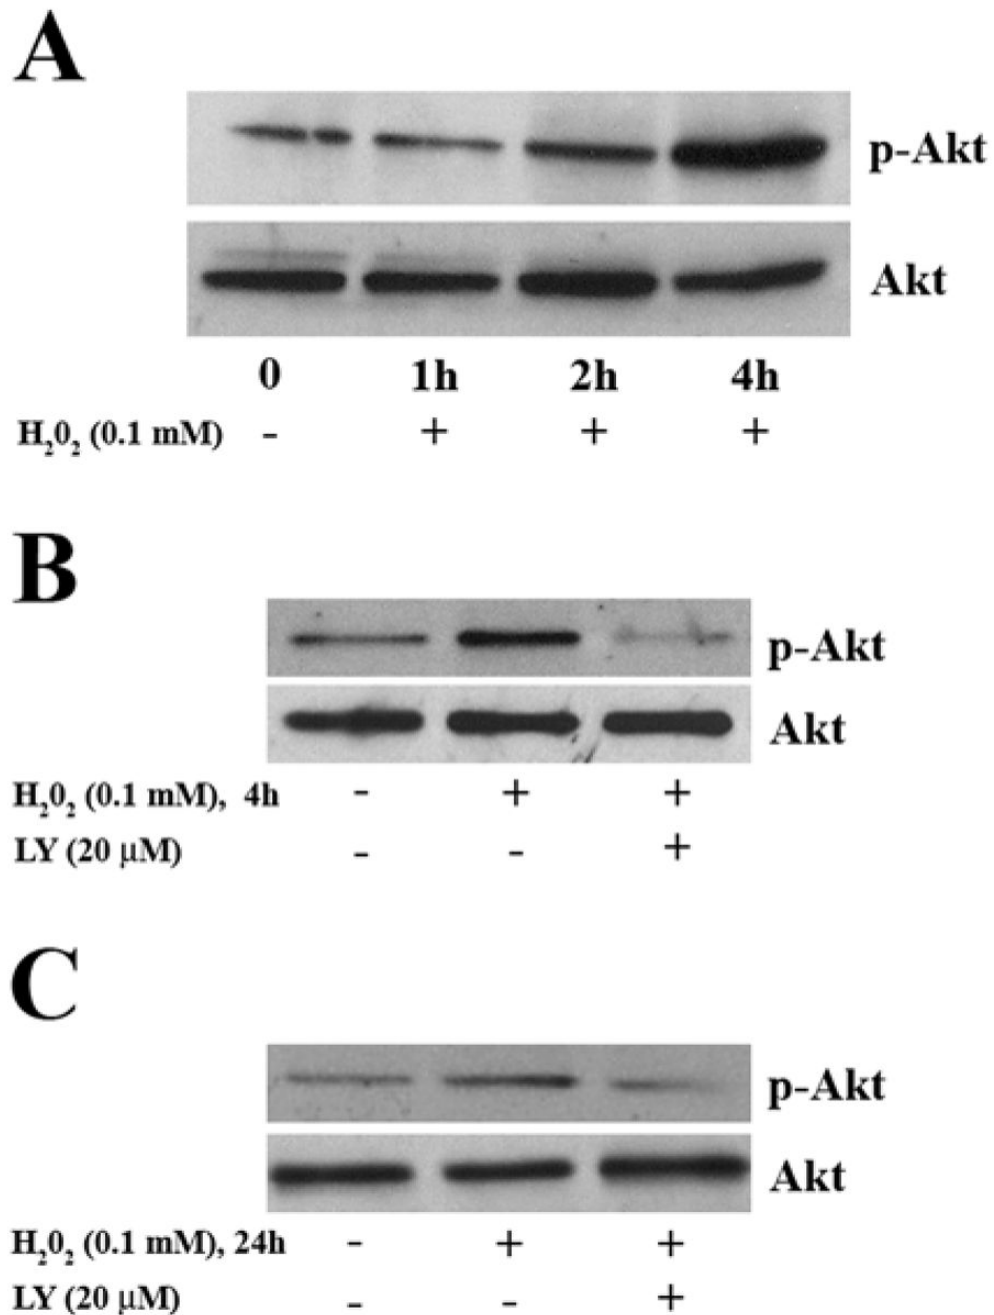 A
p-Akt
Akt
0 1h 2h 4h
H₂0₂ (0.1 mM) - + + +
B
p-Akt
Akt
H₂0₂ (0.1 mM), 4h - + +
LY (20 µM) - - +
C
p-Akt
Akt
H₂0₂ (0.1 mM), 24h - + +
LY (20 µM) - - +